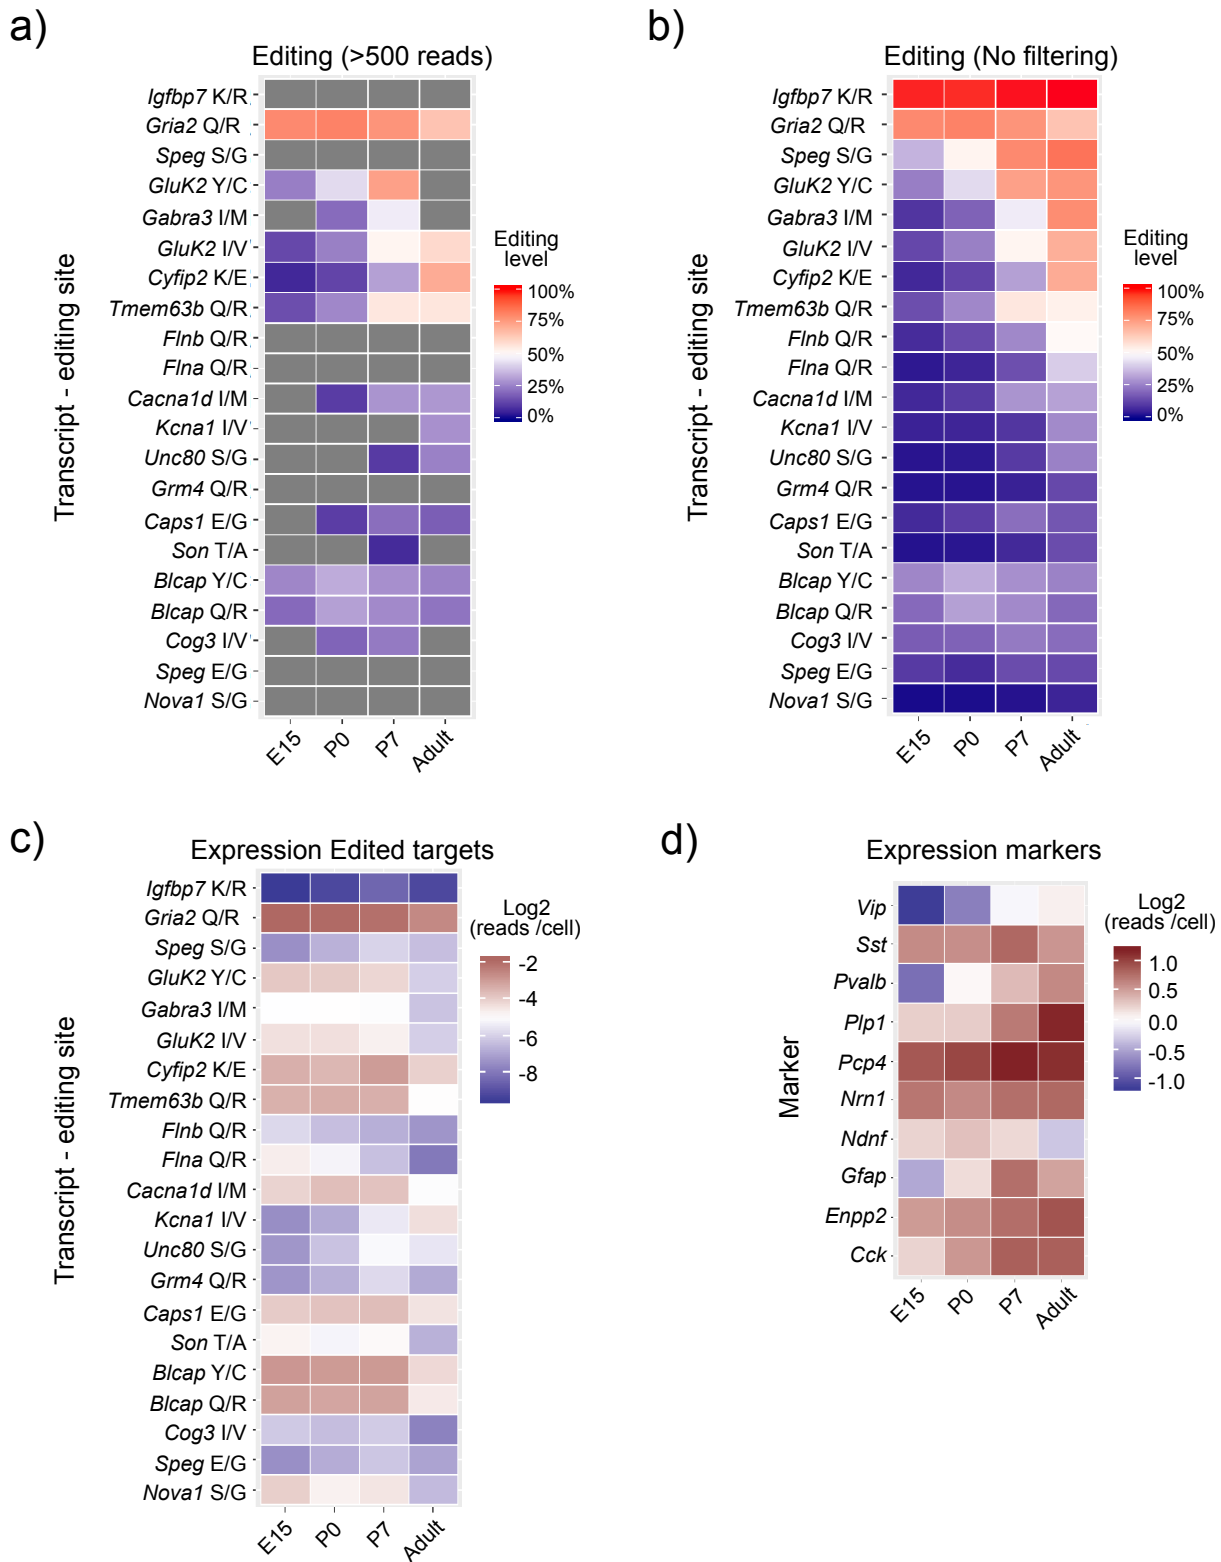 a)
Editing (>500 reads)
Transcript - editing site
Igfbp7 K/R
Gria2 Q/R
Speg S/G
GluK2 Y/C
Gabra3 I/M
GluK2 I/V
Cyfip2 K/E
Tmem63b Q/R
Flnb Q/R
Flna Q/R
Cacna1d I/M
Kcna1 I/V
Unc80 S/G
Grm4 Q/R
Caps1 E/G
Son T/A
Blcap Y/C
Blcap Q/R
Cog3 I/V
Speg E/G
Nova1 S/G
E15
P0
P7
Adult
Editing
level
100%
75%
50%
25%
0%
b)
Editing (No filtering)
Transcript - editing site
Igfbp7 K/R
Gria2 Q/R
Speg S/G
GluK2 Y/C
Gabra3 I/M
GluK2 I/V
Cyfip2 K/E
Tmem63b Q/R
Flnb Q/R
Flna Q/R
Cacna1d I/M
Kcna1 I/V
Unc80 S/G
Grm4 Q/R
Caps1 E/G
Son T/A
Blcap Y/C
Blcap Q/R
Cog3 I/V
Speg E/G
Nova1 S/G
E15
P0
P7
Adult
Editing
level
100%
75%
50%
25%
0%
c)
Expression Edited targets
Transcript - editing site
Igfbp7 K/R
Gria2 Q/R
Speg S/G
GluK2 Y/C
Gabra3 I/M
GluK2 I/V
Cyfip2 K/E
Tmem63b Q/R
Flnb Q/R
Flna Q/R
Cacna1d I/M
Kcna1 I/V
Unc80 S/G
Grm4 Q/R
Caps1 E/G
Son T/A
Blcap Y/C
Blcap Q/R
Cog3 I/V
Speg E/G
Nova1 S/G
E15
P0
P7
Adult
Log2
(reads /cell)
-2
-4
-6
-8
d)
Expression markers
Marker
Vip
Sst
Pvalb
Plp1
Pcp4
Nrn1
Ndnf
Gfap
Enpp2
Cck
E15
P0
P7
Adult
Log2
(reads /cell)
1.0
0.5
0.0
-0.5
-1.0